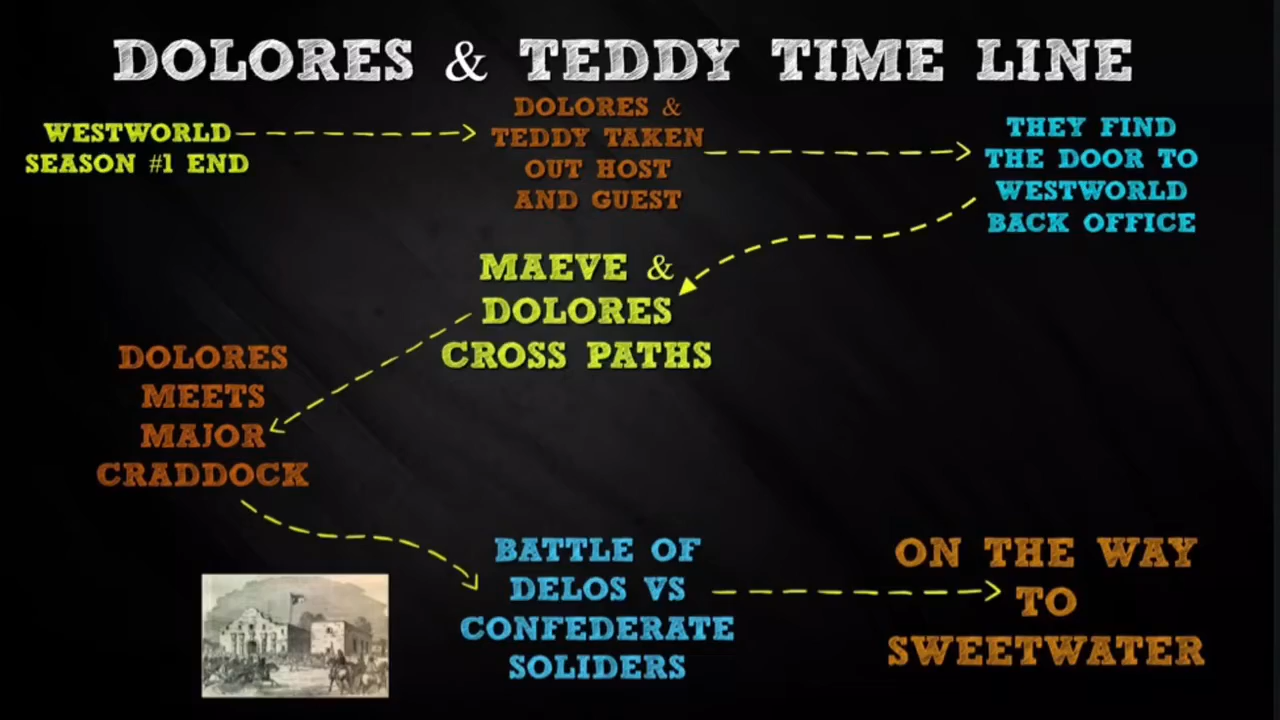 DOLORES & TEDDY TIME LINE
WESTWORLD
SEASON #1 END
DOLORES &
TEDDY TAKEN
OUT HOST
AND GUEST
THEY FIND
THE DOOR TO
WESTWORLD
BACK OFFICE
MAEVE &
DOLORES
CROSS PATHS
DOLORES
MEETS
MAJOR
CRADDOCK
BATTLE OF
DELOS VS
CONFEDERATE
SOLIDERS
ON THE WAY
TO
SWEETWATER